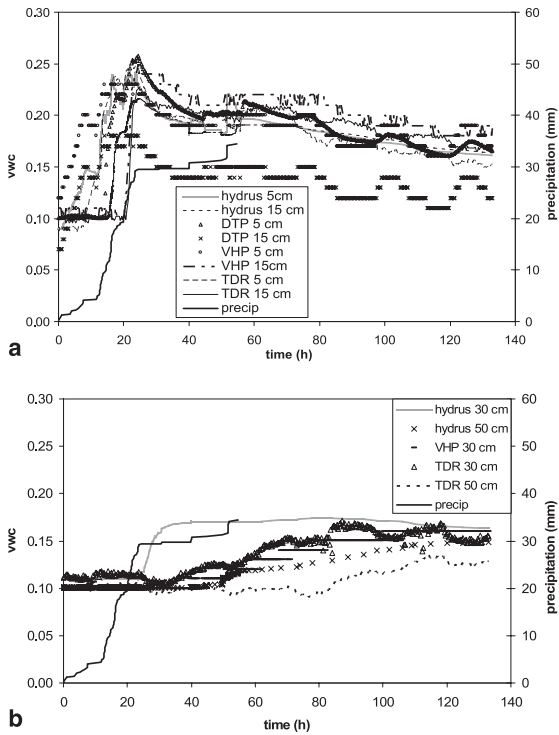 0.30
0.25
0.20
0.15
0.10
0.05
0.00
vwc
60
50
40
30
20
10
0
precipitation (mm)
hydrus 5cm
hydrus 15 cm
DTP 5 cm
DTP 15 cm
VHP 5 cm
VHP 15cm
TDR 5 cm
TDR 15 cm
precip
0 20 40 60 80 100 120 140
time (h)
a
0.30
0.25
0.20
0.15
0.10
0.05
0.00
vwc
60
50
40
30
20
10
0
precipitation (mm)
hydrus 30 cm
hydrus 50 cm
VHP 30 cm
TDR 30 cm
TDR 50 cm
precip
0 20 40 60 80 100 120 140
time (h)
b